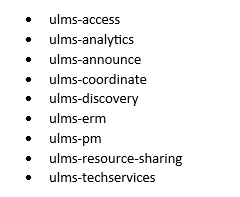 • ulms-access
• ulms-analytics
• ulms-announce
• ulms-coordinate
• ulms-discovery
• ulms-erm
• ulms-pm
• ulms-resource-sharing
• ulms-techservices